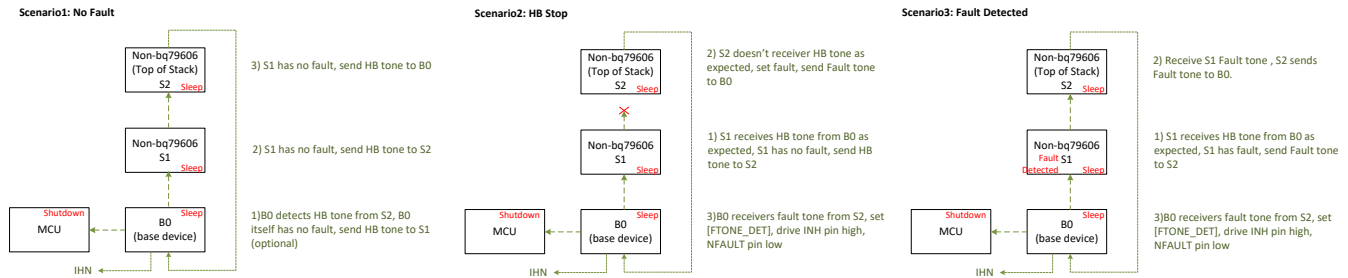 Scenario1: No Fault
Non-bq79606
(Top of Stack)
S2
Sleep
3) S1 has no fault, send HB tone to B0
Non-bq79606
S1
Sleep
2) S1 has no fault, send HB tone to S2
Shutdown
MCU
Sleep
B0
(base device)
1)B0 detects HB tone from S2, B0
itself has no fault, send HB tone to S1
(optional)
IHN
Scenario2: HB Stop
Non-bq79606
(Top of Stack)
S2
Sleep
2) S2 doesn't receiver HB tone as
expected, set fault, send Fault tone
to B0
Non-bq79606
S1
Sleep
1) S1 receives HB tone from B0 as
expected, S1 has no fault, send HB
tone to S2
Shutdown
MCU
Sleep
B0
(base device)
3)B0 receivers fault tone from S2, set
[FTONE_DET], drive INH pin high,
NFAULT pin low
IHN
Scenario3: Fault Detected
Non-bq79606
(Top of Stack)
S2
Sleep
2) Receive S1 Fault tone , S2 sends
Fault tone to B0.
Non-bq79606
S1
Fault
Detected
Sleep
1) S1 receives HB tone from B0 as
expected, S1 has fault, send Fault tone
to S2
Shutdown
MCU
Sleep
B0
(base device)
3)B0 receivers fault tone from S2, set
[FTONE_DET], drive INH pin high,
NFAULT pin low
IHN